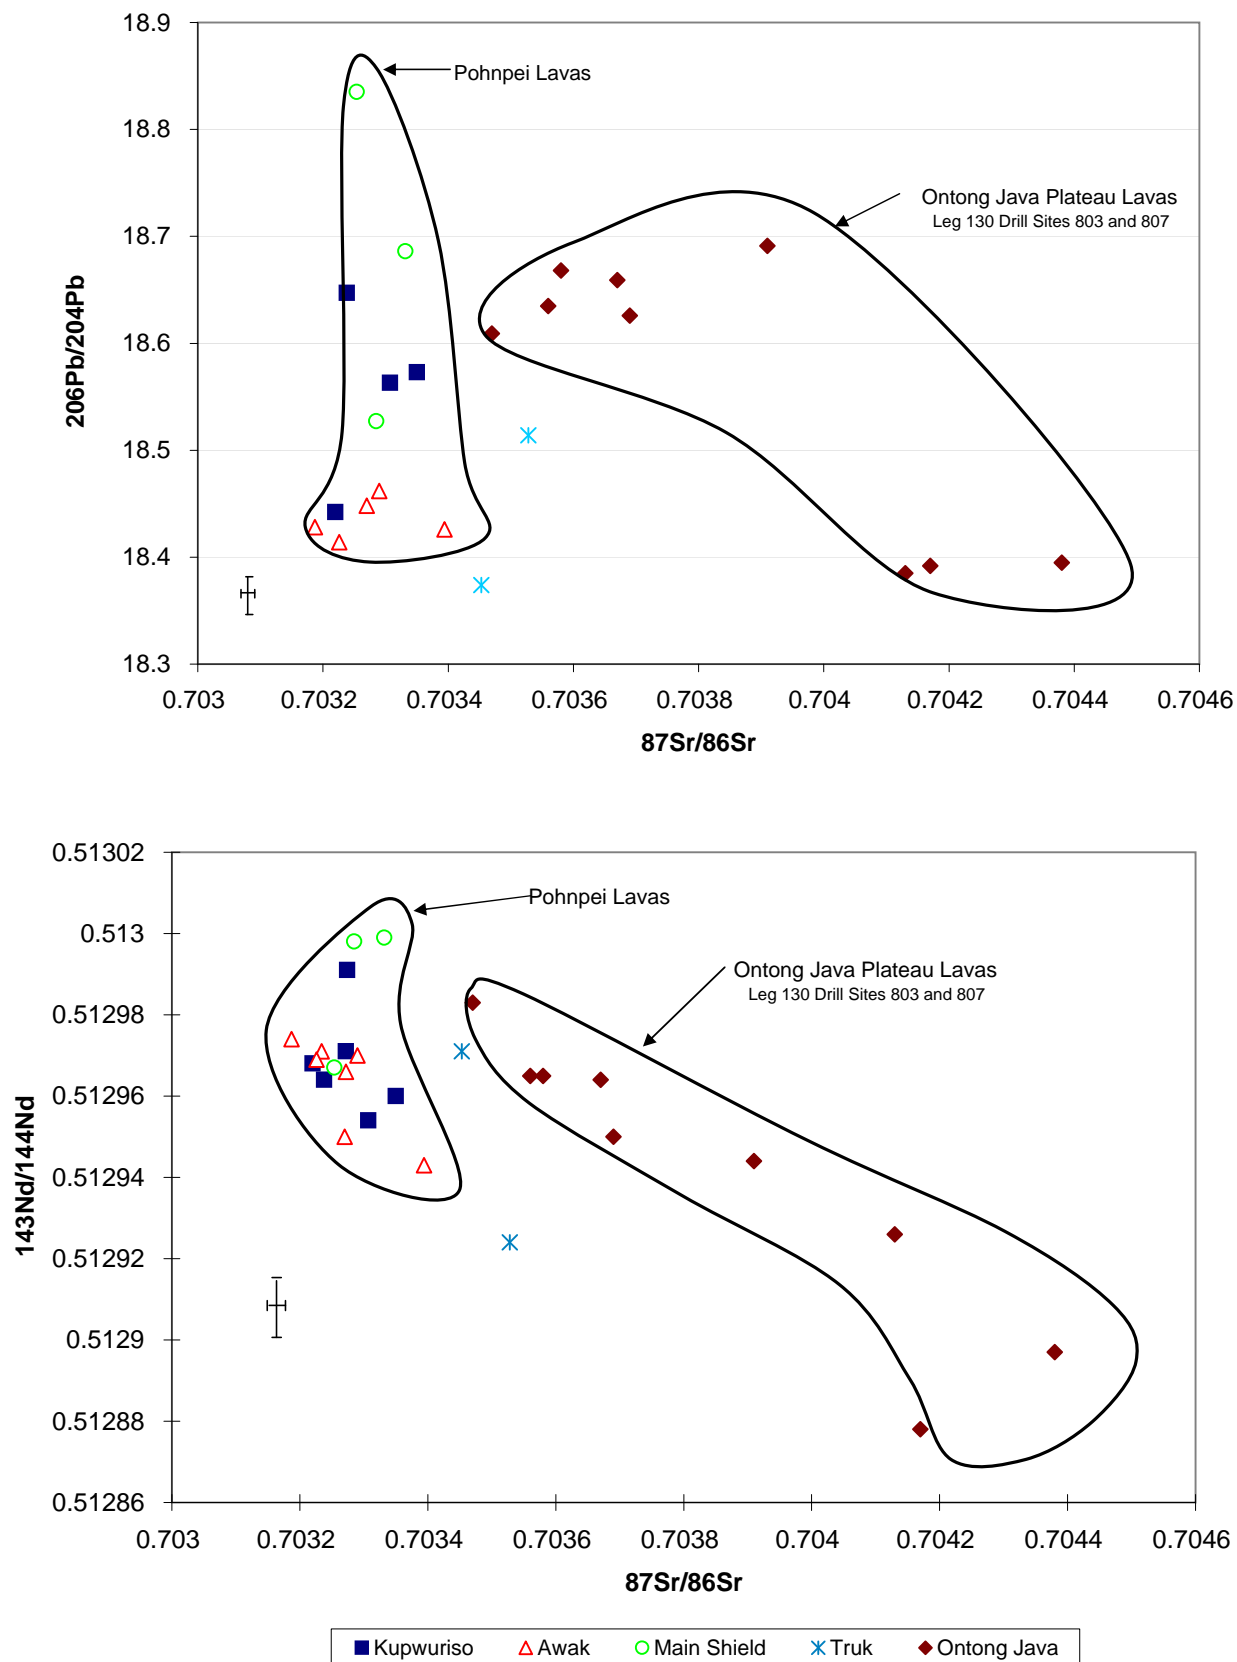 18.9
Pohnpei Lavas
18.8
Ontong Java Plateau Lavas
Leg 130 Drill Sites 803 and 807
18.7
206Pb/204Pb
18.6
18.5
18.4
18.3
0.703 0.7032 0.7034 0.7036 0.7038 0.704 0.7042 0.7044 0.7046
87Sr/86Sr
0.51302
Pohnpei Lavas
0.513
Ontong Java Plateau Lavas
Leg 130 Drill Sites 803 and 807
0.51298
0.51296
143Nd/144Nd
0.51294
0.51292
0.5129
0.51288
0.51286
0.703 0.7032 0.7034 0.7036 0.7038 0.704 0.7042 0.7044 0.7046
87Sr/86Sr
Kupwuriso Awak Main Shield Truk Ontong Java